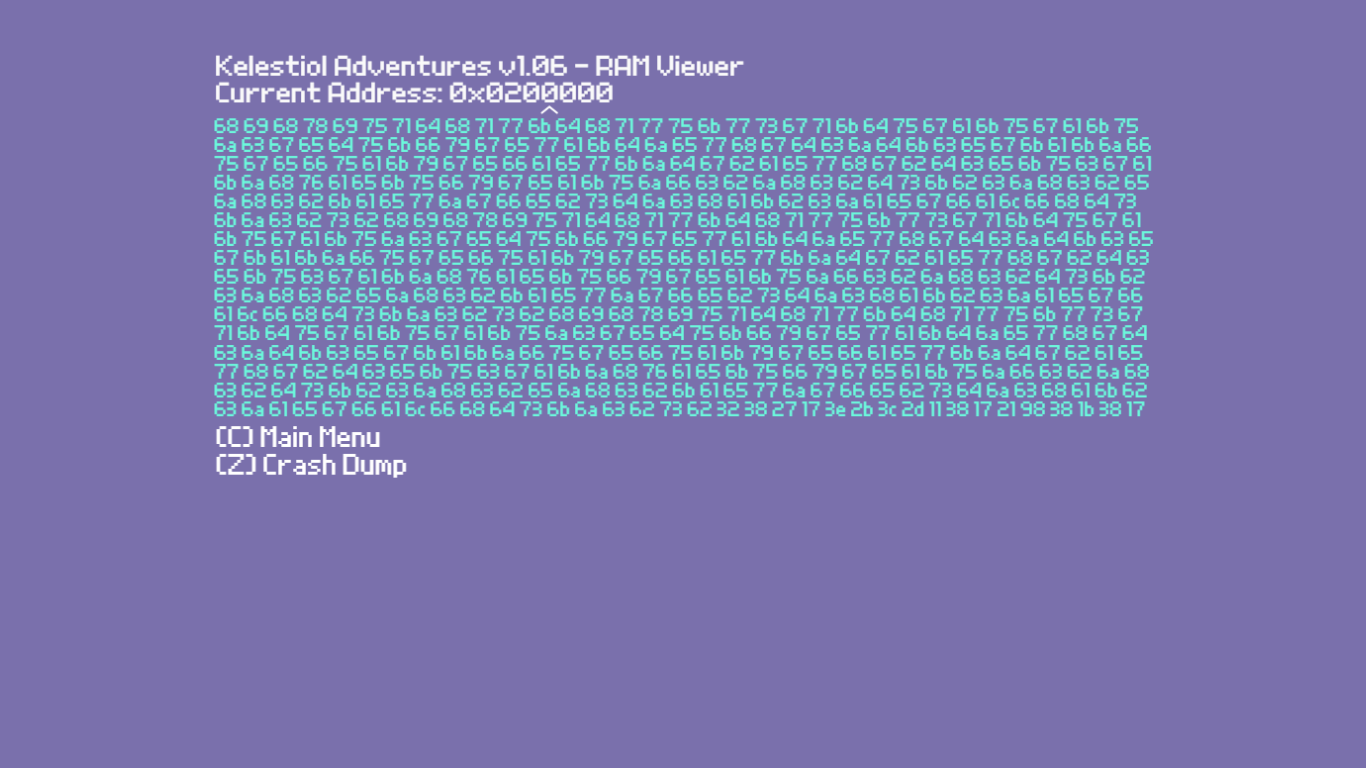 Kelestiol Adventures v1.06 - RAM Viewer
Current Address: 0x0200000
^
68 69 68 78 69 75 71 64 68 71 77 6b 64 68 71 77 75 6b 77 73 67 71 6b 64 75 67 61 6b 75 67 61 6b 75
6a 63 67 65 64 75 6b 66 79 67 65 77 61 6b 64 6a 65 77 68 67 64 63 6a 64 6b 63 65 67 6b 61 6b 6a 66
75 67 65 66 75 61 6b 79 67 65 66 61 65 77 6b 6a 64 67 62 61 65 77 68 67 62 64 63 65 6b 75 63 67 61
6b 6a 68 76 61 65 6b 75 66 79 67 65 61 6b 75 6a 66 63 62 6a 68 63 62 64 73 6b 62 63 6a 68 63 62 65
6a 68 63 62 6b 61 65 77 6a 67 66 65 62 73 64 6a 63 68 61 6b 62 63 6a 61 65 67 66 61 6c 66 68 64 73
6b 6a 63 62 73 62 68 69 68 78 69 75 71 64 68 71 77 6b 64 68 71 77 75 6b 77 73 67 71 6b 64 75 67 61
6b 75 67 61 6b 75 6a 63 67 65 64 75 6b 66 79 67 65 77 61 6b 64 6a 65 77 68 67 64 63 6a 64 6b 63 65
67 6b 61 6b 6a 66 75 67 65 66 75 61 6b 79 67 65 66 61 65 77 6b 6a 64 67 62 61 65 77 68 67 62 64 63
65 6b 75 63 67 61 6b 6a 68 76 61 65 6b 75 66 79 67 65 61 6b 75 6a 66 63 62 6a 68 63 62 64 73 6b 62
63 6a 68 63 62 65 6a 68 63 62 6b 61 65 77 6a 67 66 65 62 73 64 6a 63 68 61 6b 62 63 6a 61 65 67 66
61 6c 66 68 64 73 6b 6a 63 62 73 62 68 69 68 78 69 75 71 64 68 71 77 6b 64 68 71 77 75 6b 77 73 67
71 6b 64 75 67 61 6b 75 67 61 6b 75 6a 63 67 65 64 75 6b 66 79 67 65 77 61 6b 64 6a 65 77 68 67 64
63 6a 64 6b 63 65 67 6b 61 6b 6a 66 75 67 65 66 75 61 6b 79 67 65 66 61 65 77 6b 6a 64 67 62 61 65
77 68 67 62 64 63 65 6b 75 63 67 61 6b 6a 68 76 61 65 6b 75 66 79 67 65 61 6b 75 6a 66 63 62 6a 68
63 62 64 73 6b 62 63 6a 68 63 62 65 6a 68 63 62 6b 61 65 77 6a 67 66 65 62 73 64 6a 63 68 61 6b 62
63 6a 61 65 67 66 61 6c 66 68 64 73 6b 6a 63 62 73 62 32 38 27 17 3e 2b 3c 2d 11 38 17 21 98 38 1b 38 17
(C) Main Menu
(Z) Crash Dump